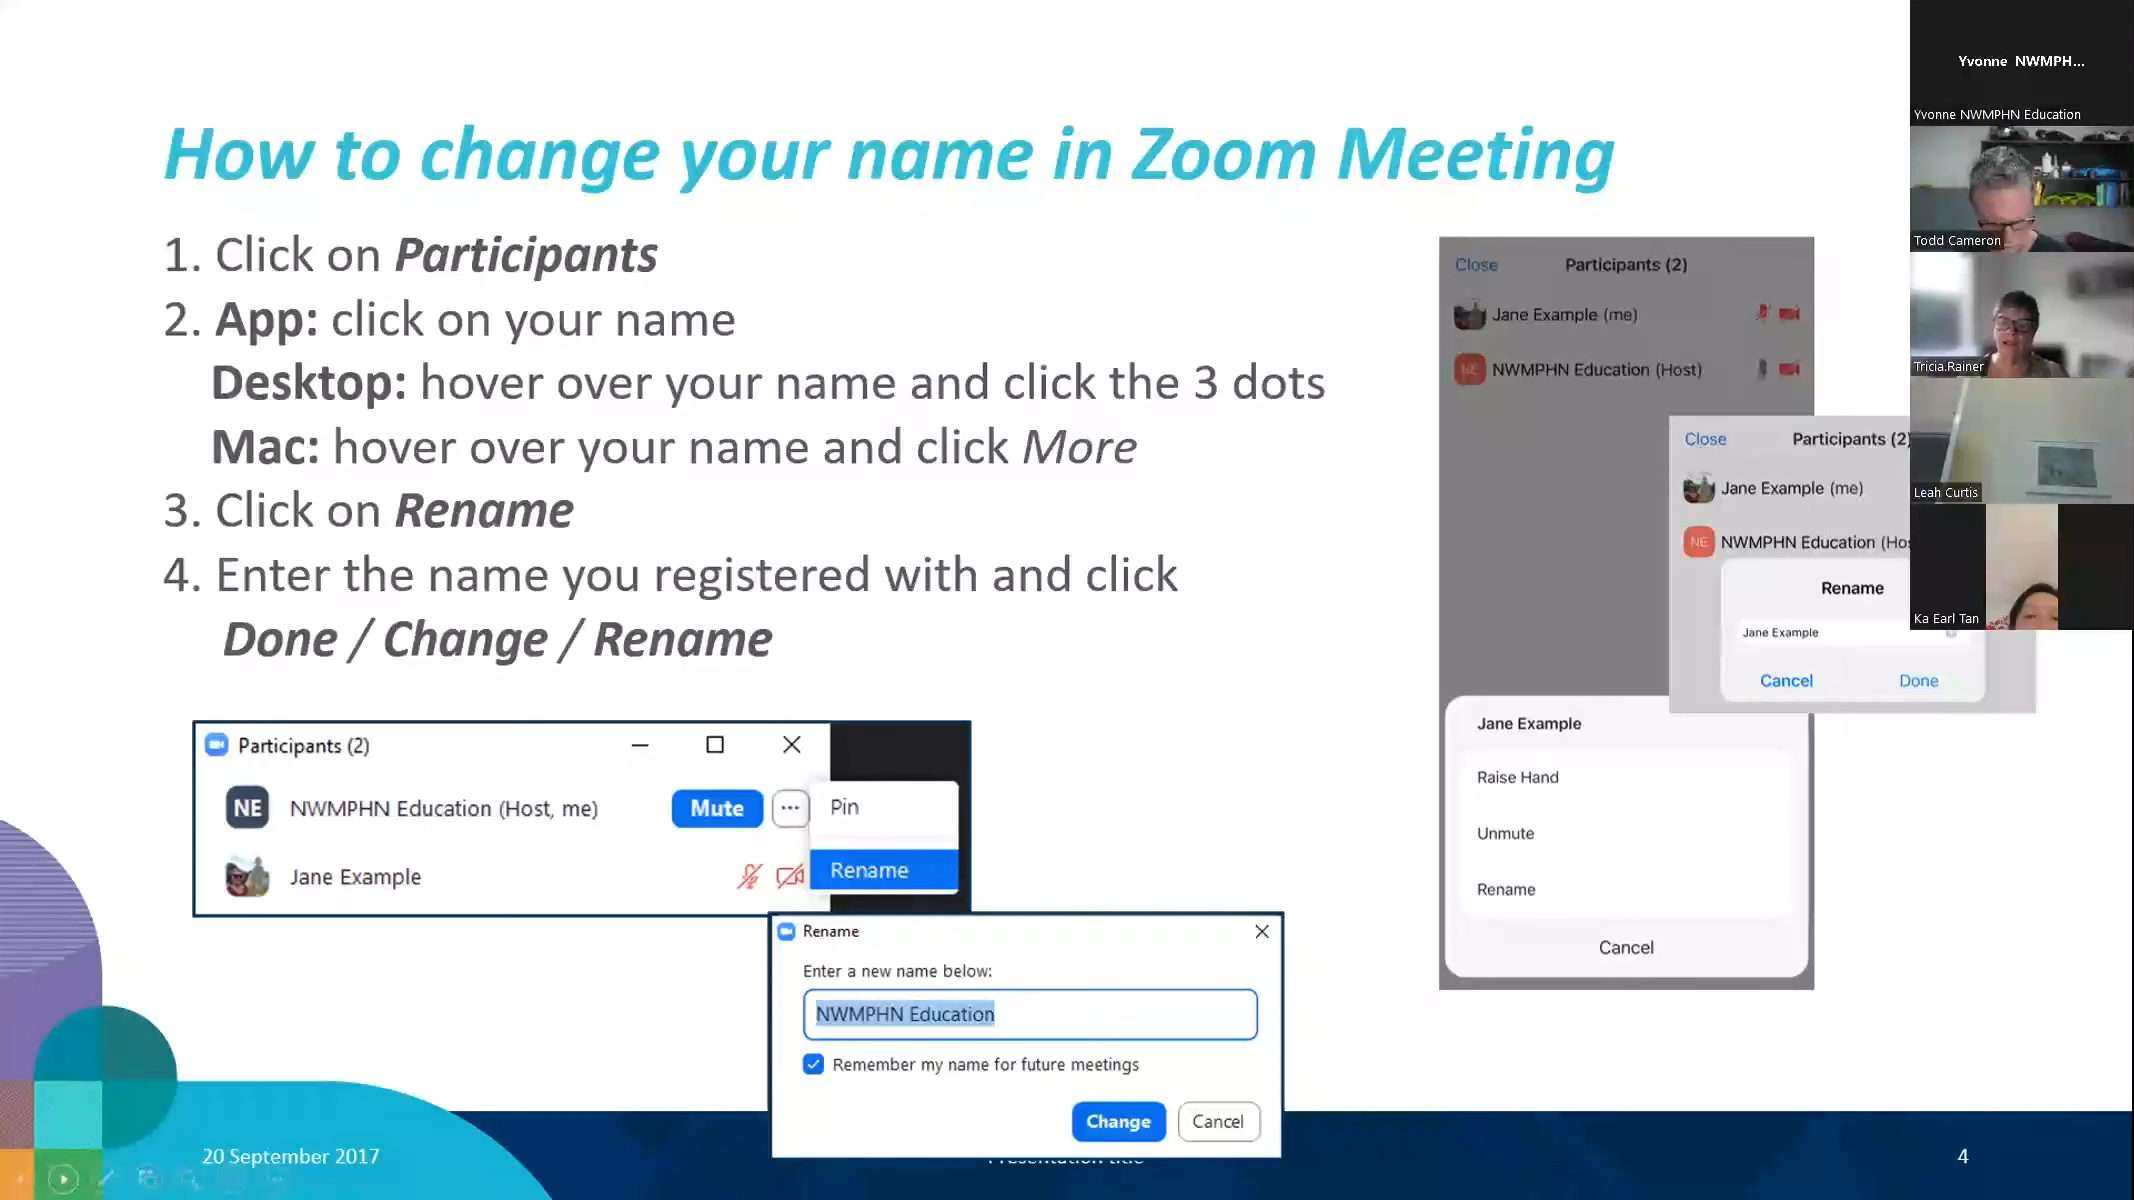 How to change your name in Zoom Meeting
1. Click on Participants
2. App: click on your name
Desktop: hover over your name and click the 3 dots
Mac: hover over your name and click More
3. Click on Rename
4. Enter the name you registered with and click
Done / Change / Rename
Participants (2)
NE NWMPHN Education (Host, me) Mute ...
Jane Example
Pin
Rename
Rename
Enter a new name below:
NWMPHN Education
Remember my name for future meetings
Change Cancel
Close Participants (2)
Jane Example (me)
NE NWMPHN Education (Host)
Jane Example
Raise Hand
Unmute
Rename
Cancel
Close Participants (2)
Jane Example (me)
NE NWMPHN Education (Hos
Rename
Jane Example
Cancel Done
Yvonne NWMPH...
Yvonne NWMPHN Education
Todd Cameron
Tricia.Rainer
Leah Curtis
Ka Earl Tan
20 September 2017
4